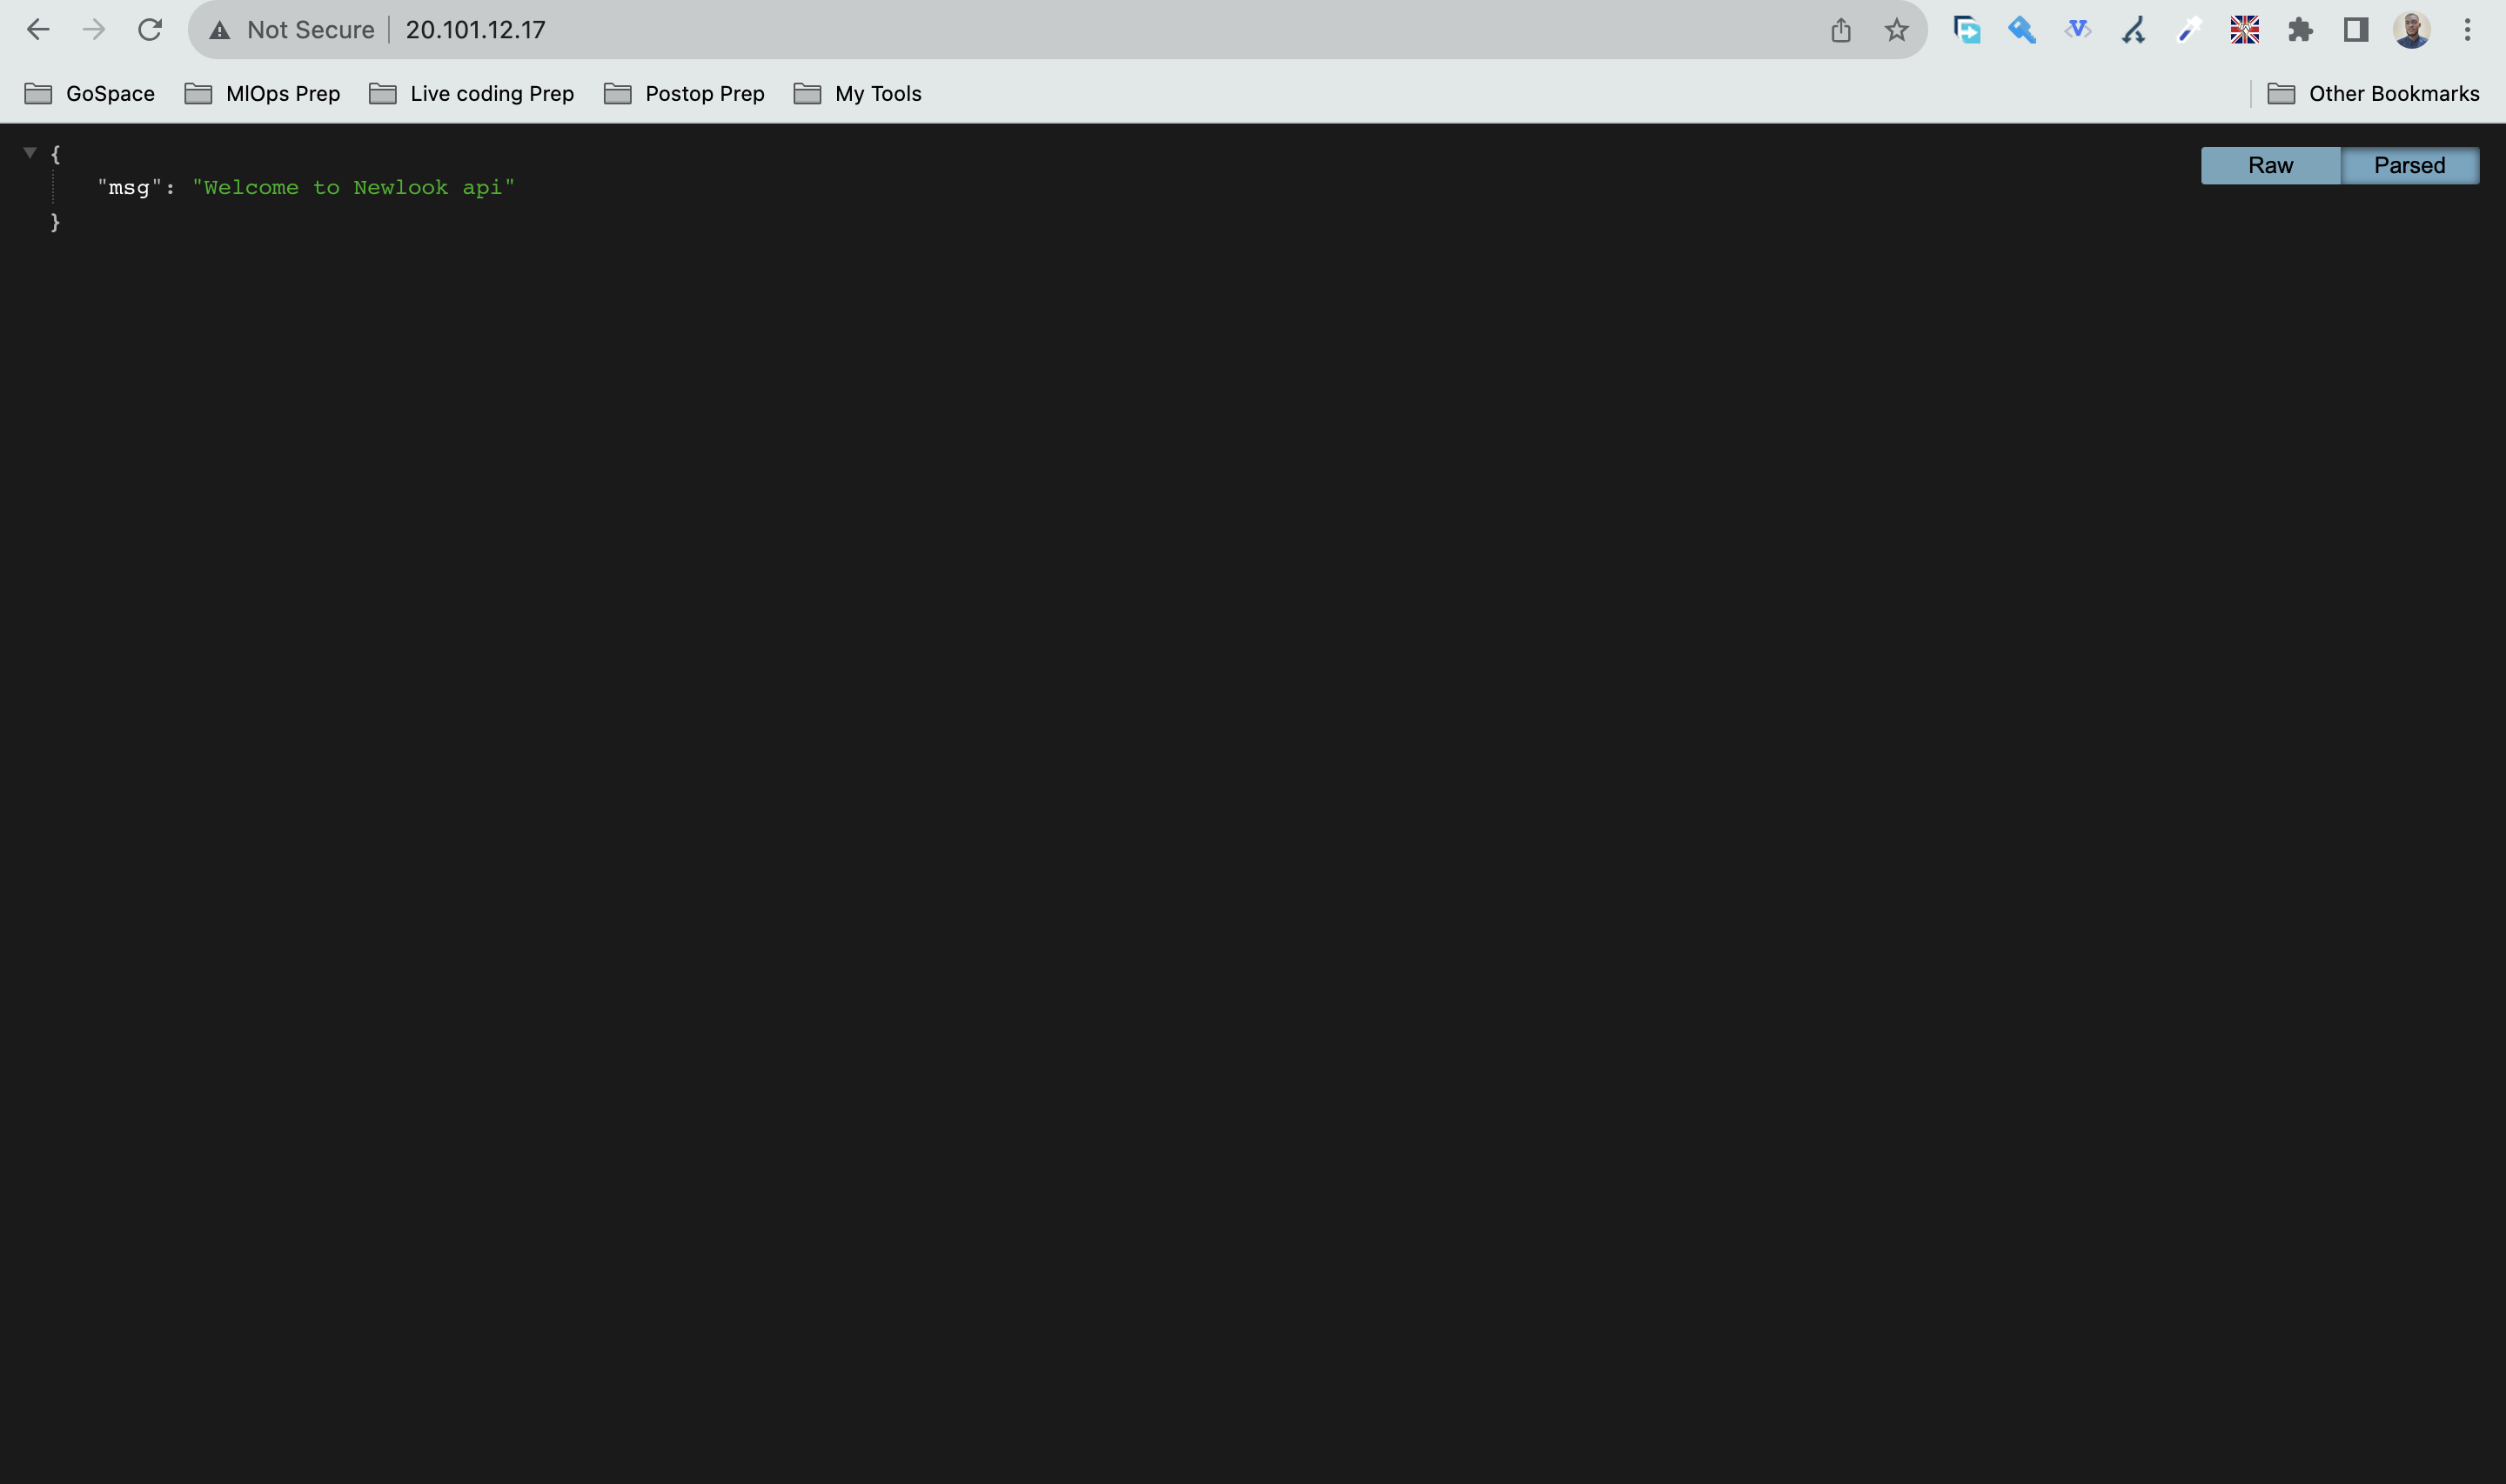 Not Secure 20.101.12.17
GoSpace MlOps Prep Live coding Prep Postop Prep My Tools Other Bookmarks
{
"msg": "Welcome to Newlook api"
}
Raw Parsed